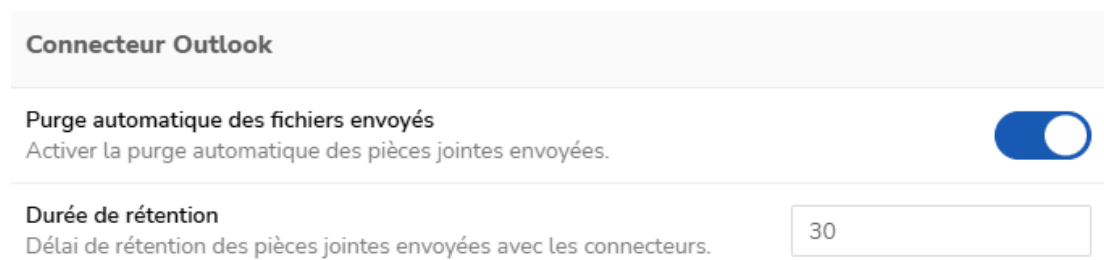 Connecteur Outlook
Purge automatique des fichiers envoyés
Activer la purge automatique des pièces jointes envoyées.
Durée de rétention
Délai de rétention des pièces jointes envoyées avec les connecteurs.
30